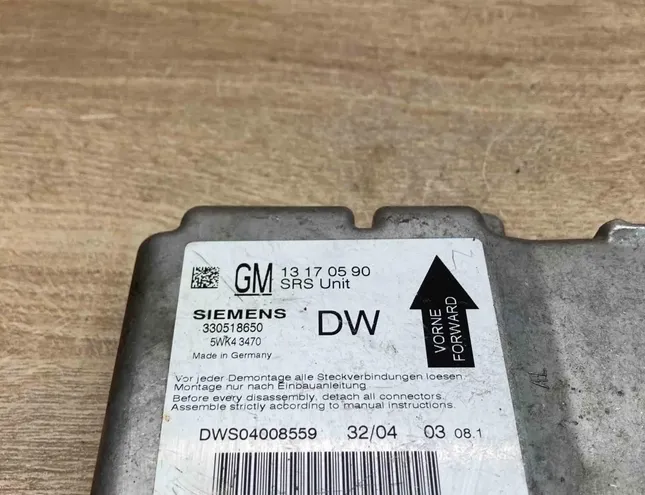 GM 13 17 05 90
SRS Unit
SIEMENS
330518650
DW
5WK4 3470
Made in Germany
VORNE
FORWARD
Vor jeder Demontage alle Steckverbindungen loesen.
Montage nur nach Einbauanleitung
Before every disassembly, detach all connectors.
Assemble strictly according to manual instructions.
DWS04008559 32/04 03 08.1